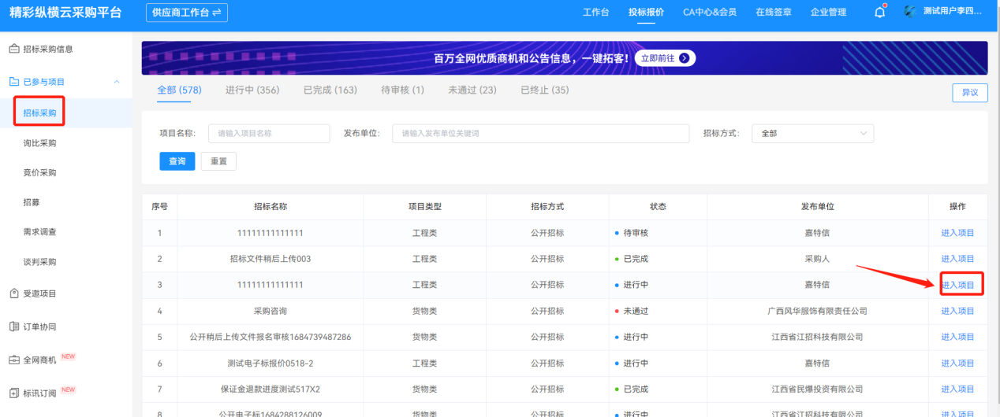 精彩纵横云采购平台 供应商工作台 工作台 投标报价 CA中心&会员 在线签章 企业管理 测试用户李四...
招标采购信息
已参与项目
招标采购
询比采购
竞价采购
招募
需求调查
谈判采购
受邀项目
订单协同
全网商机 NEW
标讯订阅 NEW
百万全网优质商机和公告信息，一键拓客! 立即前往
全部 (578) 进行中 (356) 已完成 (163) 待审核 (1) 未通过 (23) 已终止 (35) 异议
项目名称: 请输入项目名称 发布单位: 请输入发布单位关键词 招标方式: 全部
查询 重置
序号 招标名称 项目类型 招标方式 状态 发布单位 操作
1 11111111111111 工程类 公开招标 待审核 嘉特信 进入项目
2 招标文件稍后上传003 工程类 公开招标 已完成 采购人 进入项目
3 11111111111111 工程类 公开招标 进行中 嘉特信 进入项目
4 采购咨询 货物类 公开招标 未通过 广西风华服饰有限责任公司 进入项目
5 公开稍后上传文件报名审核1684739487286 货物类 公开招标 进行中 江西省江招科技有限公司 进入项目
6 测试电子标报价0518-2 工程类 公开招标 进行中 嘉特信 进入项目
7 保证金退款进度测试517X2 货物类 公开招标 已完成 江西省民爆投资有限公司 进入项目
8 公开电子标1684288126009 货物类 公开招标 进行中 江西省江招科技有限公司 进入项目